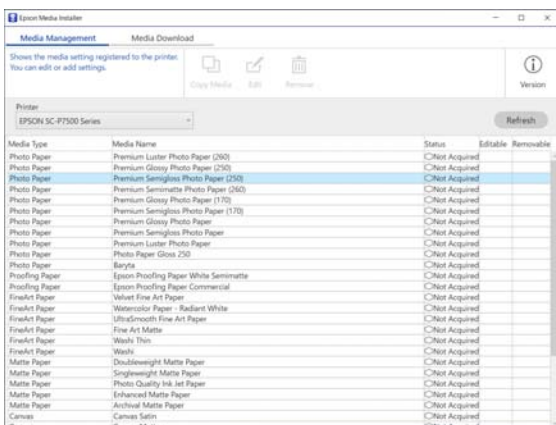 Epson Media Installer
Media Management Media Download
Shows the media setting registered to the printer.
You can edit or add settings.
Copy Media Edit Remove
Version
Printer
EPSON SC-P7500 Series
Refresh
Media Type Media Name Status Editable Removable
Photo Paper Premium Luster Photo Paper (260) Not Acquired
Photo Paper Premium Glossy Photo Paper (250) Not Acquired
Photo Paper Premium Semigloss Photo Paper (250) Not Acquired
Photo Paper Premium Semimatte Photo Paper (260) Not Acquired
Photo Paper Premium Glossy Photo Paper (170) Not Acquired
Photo Paper Premium Semigloss Photo Paper (170) Not Acquired
Photo Paper Premium Glossy Photo Paper Not Acquired
Photo Paper Premium Semigloss Photo Paper Not Acquired
Photo Paper Premium Luster Photo Paper Not Acquired
Photo Paper Photo Paper Gloss 250 Not Acquired
Photo Paper Baryta Not Acquired
Proofing Paper Epson Proofing Paper White Semimatte Not Acquired
Proofing Paper Epson Proofing Paper Commercial Not Acquired
FineArt Paper Velvet Fine Art Paper Not Acquired
FineArt Paper Watercolor Paper - Radiant White Not Acquired
FineArt Paper UltraSmooth Fine Art Paper Not Acquired
FineArt Paper Fine Art Matte Not Acquired
FineArt Paper Washi Thin Not Acquired
FineArt Paper Washi Not Acquired
Matte Paper Doubleweight Matte Paper Not Acquired
Matte Paper Singleweight Matte Paper Not Acquired
Matte Paper Photo Quality Ink Jet Paper Not Acquired
Matte Paper Enhanced Matte Paper Not Acquired
Matte Paper Archival Matte Paper Not Acquired
Canvas Canvas Satin Not Acquired